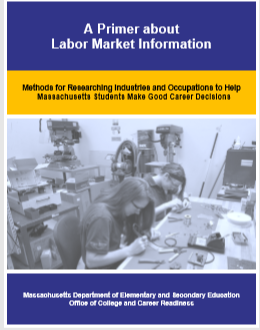 A Primer about
Labor Market Information
Methods for Researching Industries and Occupations to Help
Massachusetts Students Make Good Career Decisions
Massachusetts Department of Elementary and Secondary Education
Office of College and Career Readiness